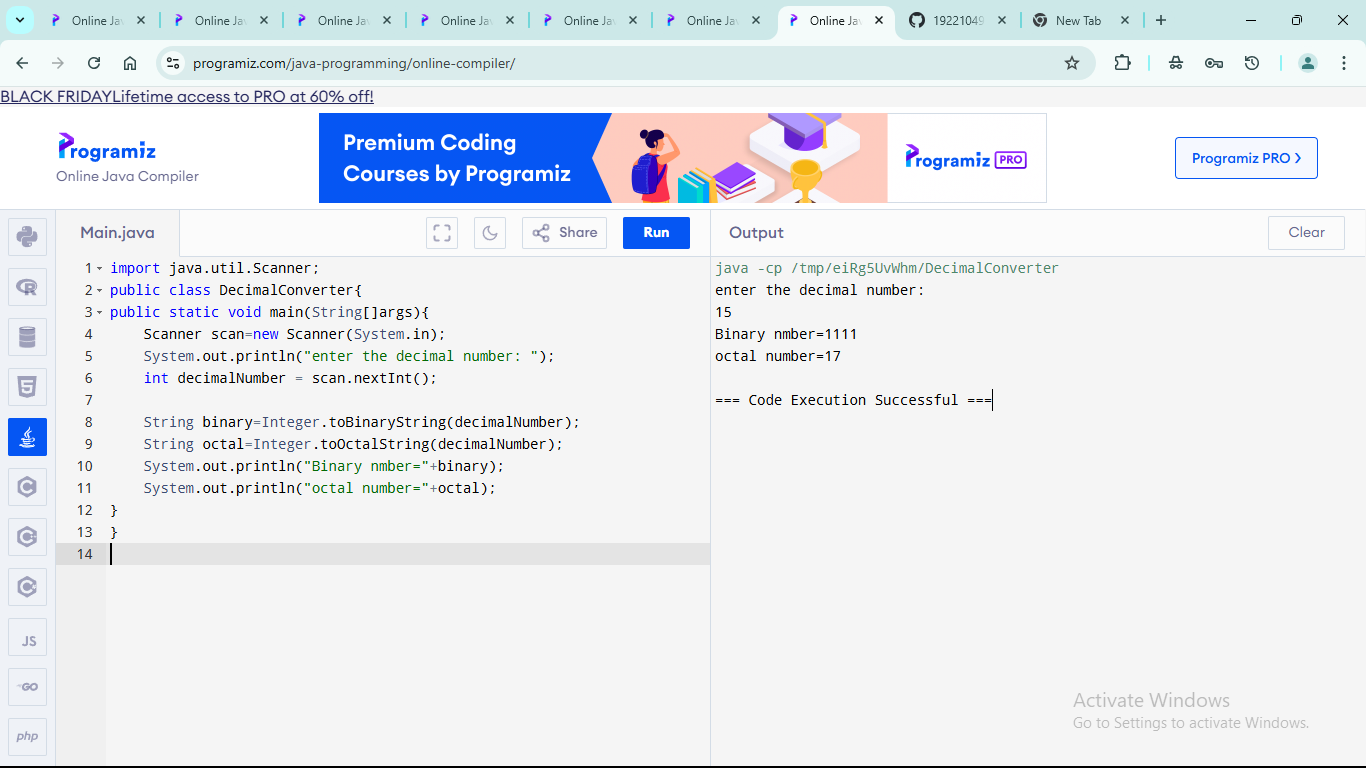 Online Ja Online Ja Online Ja Online Ja Online Ja Online Ja Online Ja 19221049 New Tab
programiz.com/java-programming/online-compiler/
BLACK FRIDAYLifetime access to PRO at 60% off!
Programiz
Online Java Compiler
Premium Coding
Courses by Programiz
Programiz PRO
Programiz PRO
Main.java
Share
Run
Output
Clear
1 import java.util.Scanner;
2 public class DecimalConverter{
3 public static void main(String[]args){
4 Scanner scan=new Scanner(System.in);
5 System.out.println("enter the decimal number: ");
6 int decimalNumber = scan.nextInt();
7
8 String binary=Integer.toBinaryString(decimalNumber);
9 String octal=Integer.toOctalString(decimalNumber);
10 System.out.println("Binary nmber="+binary);
11 System.out.println("octal number="+octal);
12 }
13 }
14
java -cp /tmp/eiRg5UvWhm/DecimalConverter
enter the decimal number:
15
Binary nmber=1111
octal number=17
=== Code Execution Successful ===
JS
GO
php
Activate Windows
Go to Settings to activate Windows.